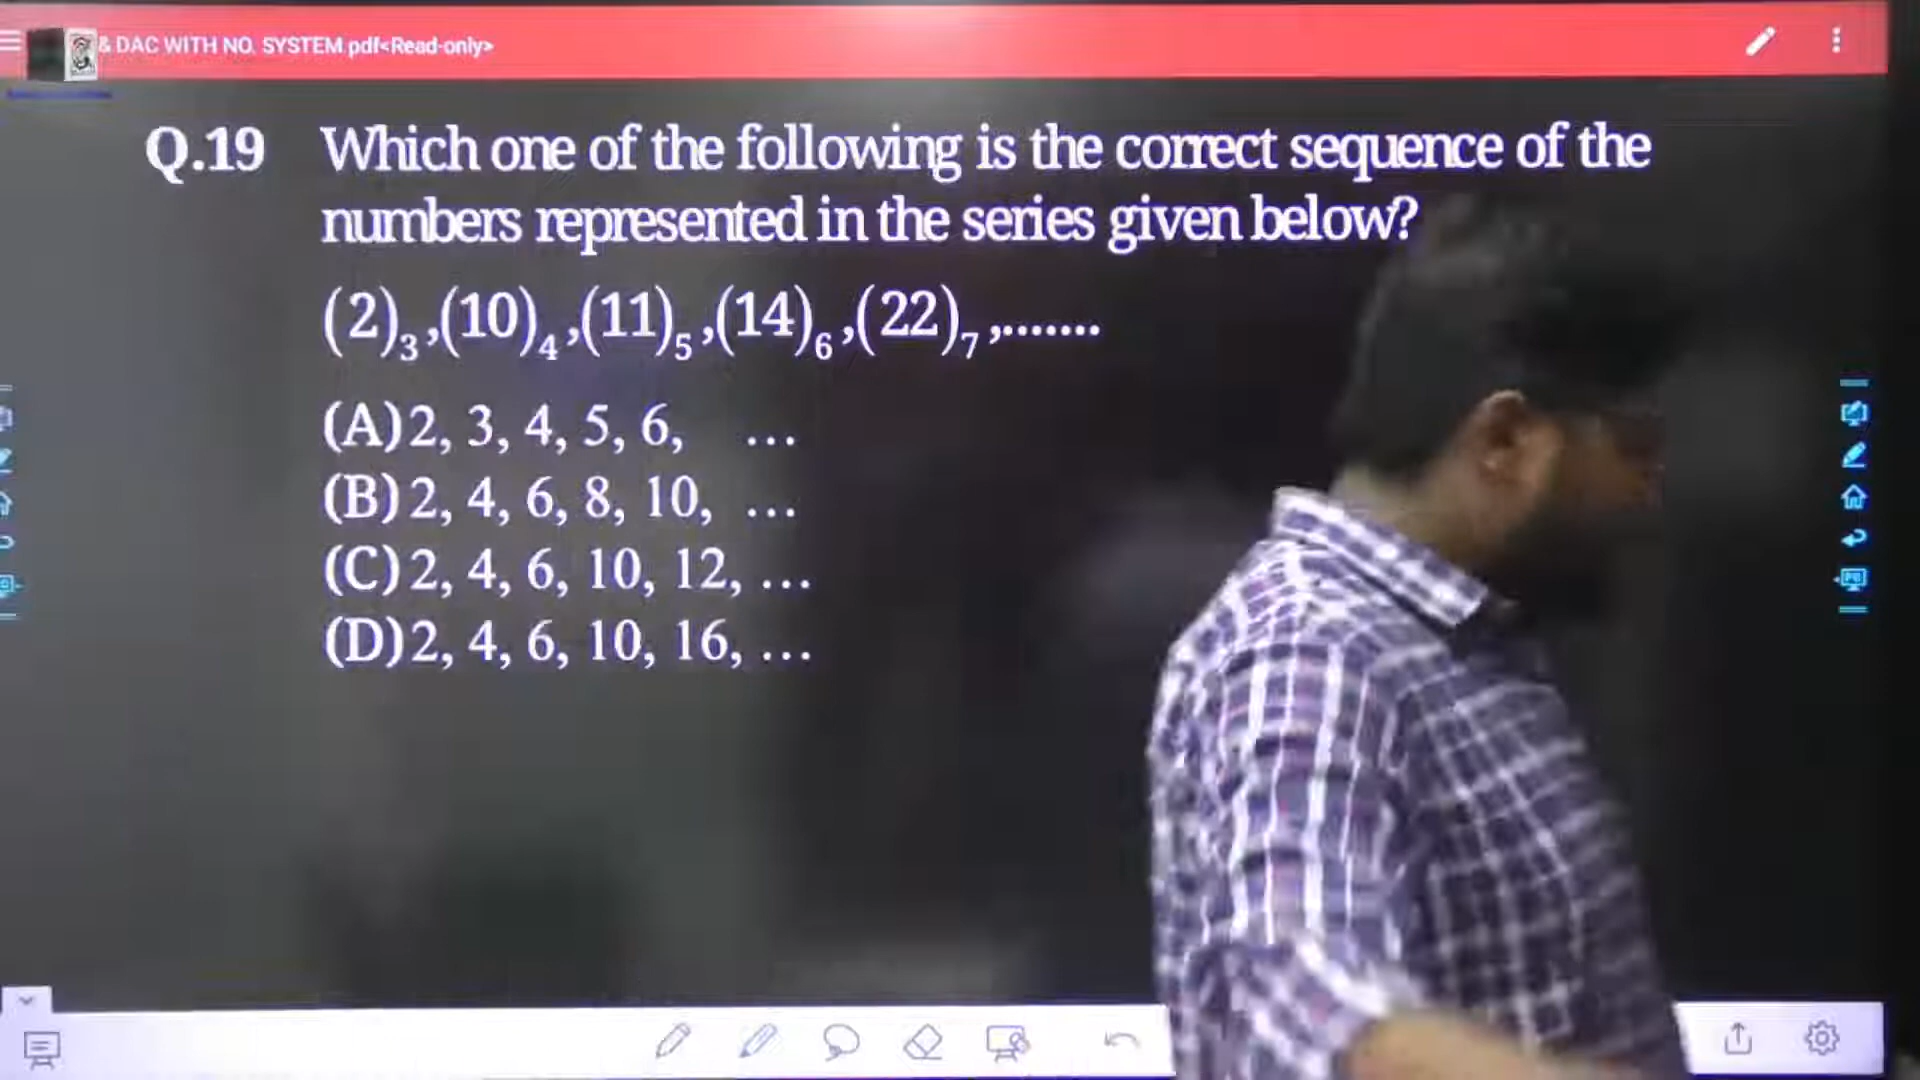 & DAC WITH NO. SYSTEM.pdf<Read-only>
Q.19 Which one of the following is the correct sequence of the
numbers represented in the series given below?
(2)₃,(10)₄,(11)₅,(14)₆,(22)₇,.......
(A) 2, 3, 4, 5, 6, ...
(B) 2, 4, 6, 8, 10, ...
(C) 2, 4, 6, 10, 12, ...
(D) 2, 4, 6, 10, 16, ...